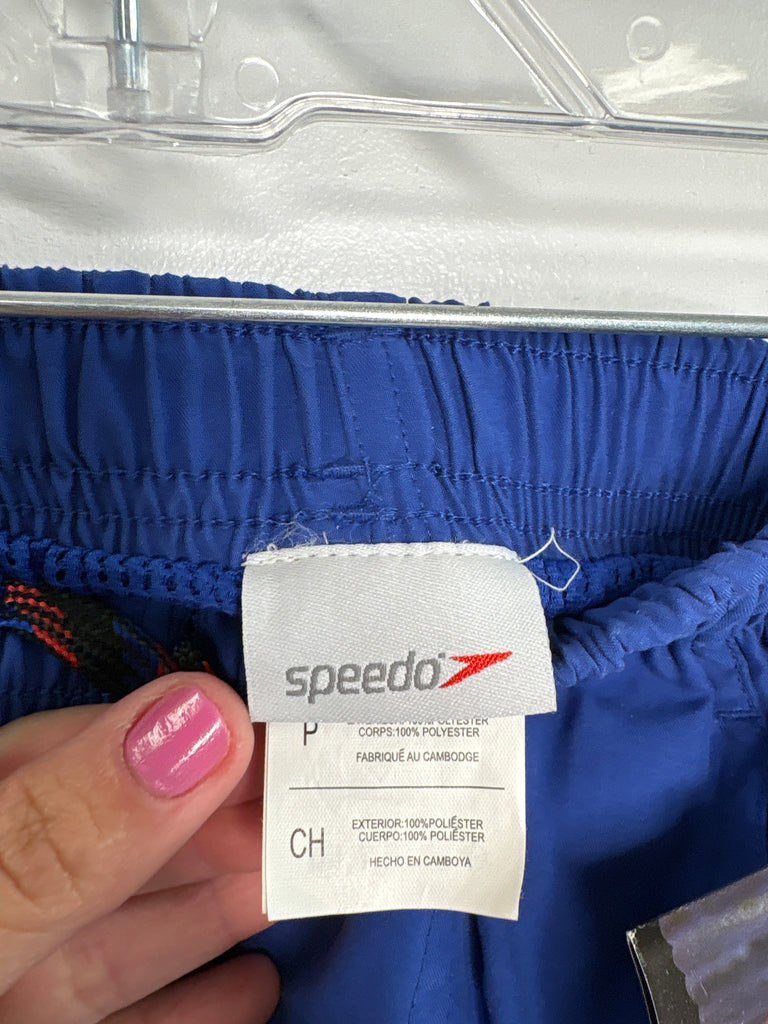 speedo
P
CORPS:100% POLYESTER
FABRIQUÉ AU CAMBODGE
CH
EXTERIOR:100%POLIÉSTER
CUERPO:100% POLIÉSTER
HECHO EN CAMBOYA